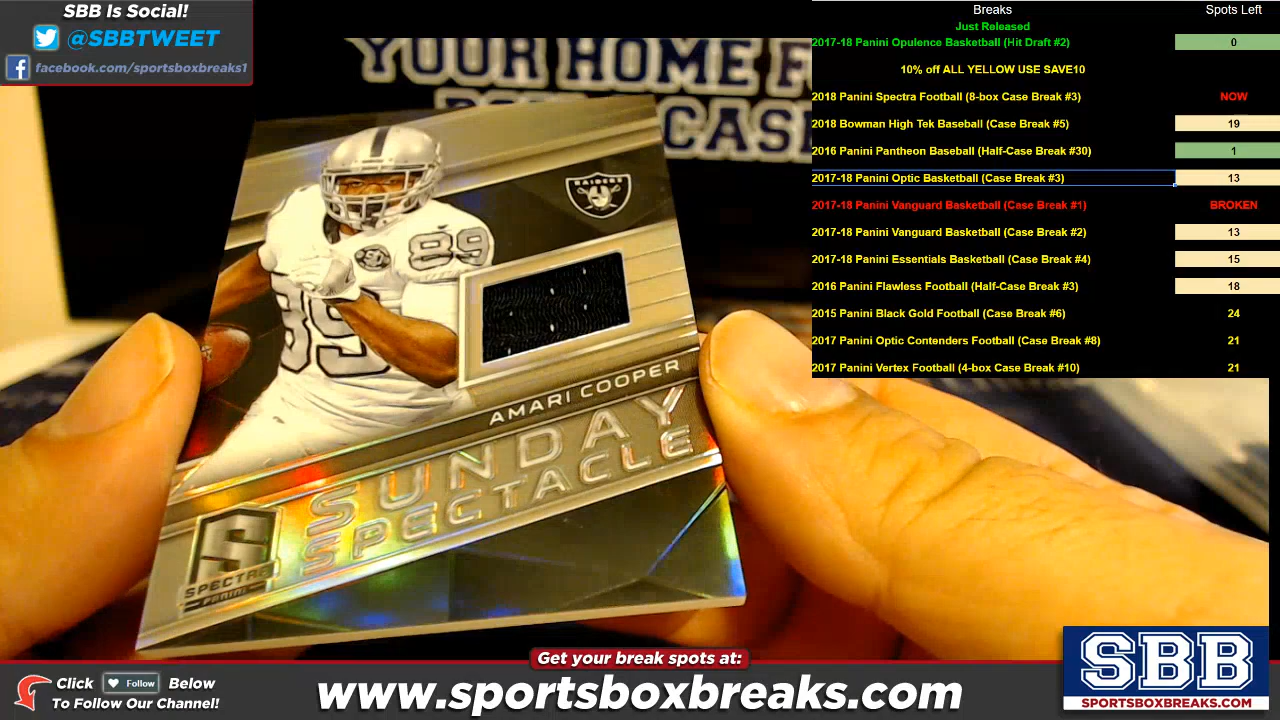 SBB Is Social!
@SBBTWEET
facebook.com/sportsboxbreaks1
YOUR HOME F
CASE
Breaks Spots Left
Just Released
2017-18 Panini Opulence Basketball (Hit Draft #2) 0
10% off ALL YELLOW USE SAVE10
2018 Panini Spectra Football (8-box Case Break #3) NOW
2018 Bowman High Tek Baseball (Case Break #5) 19
2016 Panini Pantheon Baseball (Half-Case Break #30) 1
2017-18 Panini Optic Basketball (Case Break #3) 13
2017-18 Panini Vanguard Basketball (Case Break #1) BROKEN
2017-18 Panini Vanguard Basketball (Case Break #2) 13
2017-18 Panini Essentials Basketball (Case Break #4) 15
2016 Panini Flawless Football (Half-Case Break #3) 18
2015 Panini Black Gold Football (Case Break #6) 24
2017 Panini Optic Contenders Football (Case Break #8) 21
2017 Panini Vertex Football (4-box Case Break #10) 21
RAIDERS
89
89
AMARI COOPER
SUNDAY
SPECTACLE
S
SPECTRA
PANINI
Get your break spots at:
www.sportsboxbreaks.com
Click Follow Below
To Follow Our Channel!
SBB
SPORTSBOXBREAKS.COM